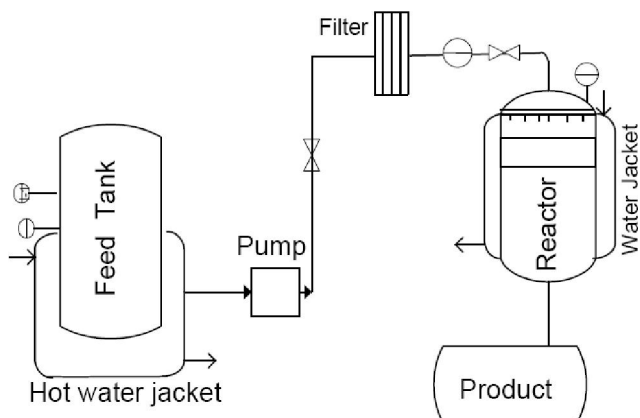 Filter
Feed Tank
Pump
Reactor
Water Jacket
Hot water jacket
Product